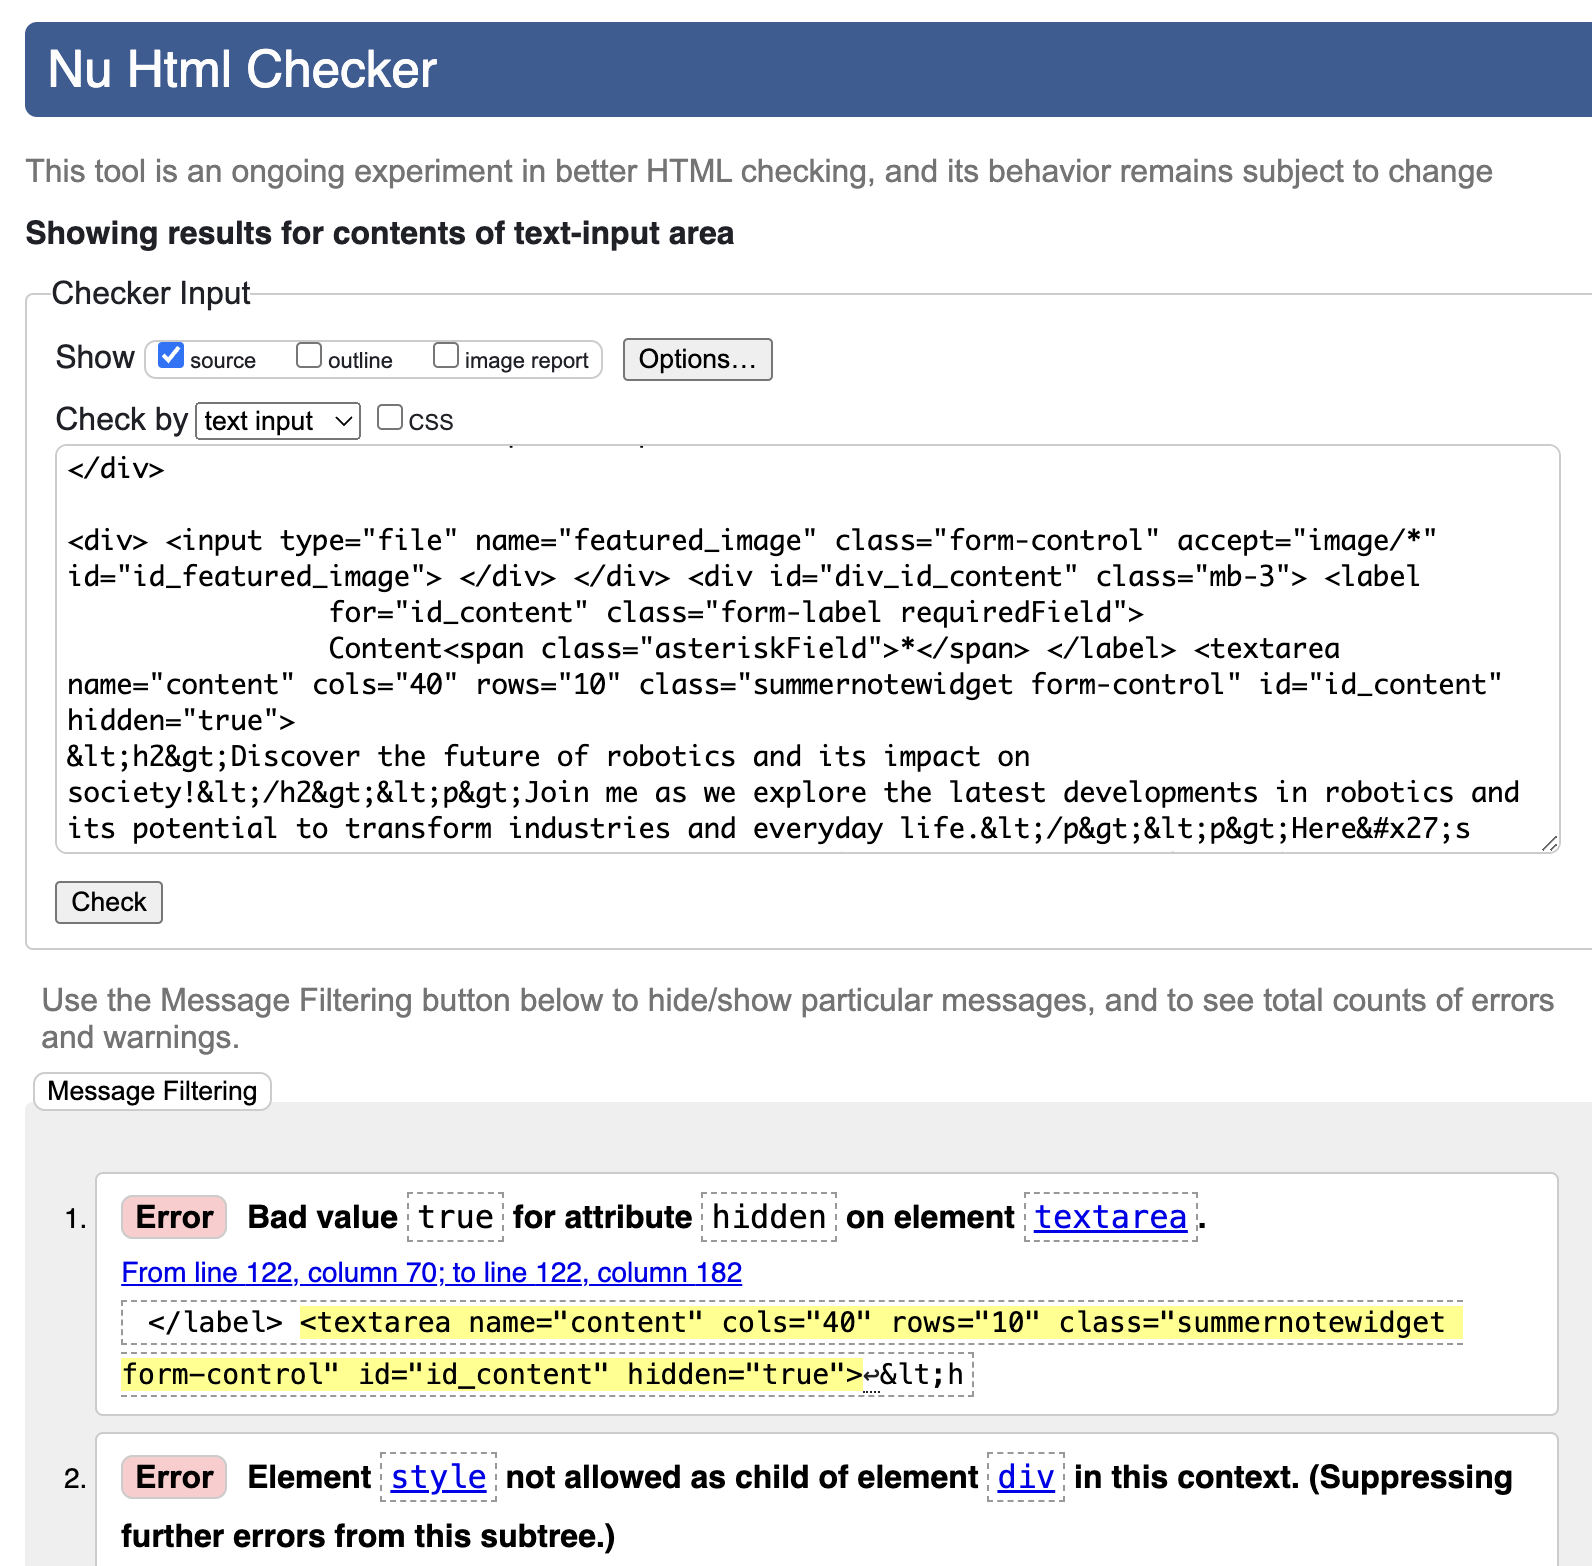 Nu Html Checker
This tool is an ongoing experiment in better HTML checking, and its behavior remains subject to change
Showing results for contents of text-input area
Checker Input
Show source outline image report Options…
Check by text input CSS
</div>
<div> <input type="file" name="featured_image" class="form-control" accept="image/*"
id="id_featured_image"> </div> </div> <div id="div_id_content" class="mb-3"> <label
for="id_content" class="form-label requiredField">
Content<span class="asteriskField">*</span> </label> <textarea
name="content" cols="40" rows="10" class="summernotewidget form-control" id="id_content"
hidden="true">
&lt;h2&gt;Discover the future of robotics and its impact on
society!&lt;/h2&gt;&lt;p&gt;Join me as we explore the latest developments in robotics and
its potential to transform industries and everyday life.&lt;/p&gt;&lt;p&gt;Here&#x27;s
Check
Use the Message Filtering button below to hide/show particular messages, and to see total counts of errors
and warnings.
Message Filtering
1. Error Bad value true for attribute hidden on element textarea.
From line 122, column 70; to line 122, column 182
</label> <textarea name="content" cols="40" rows="10" class="summernotewidget
form-control" id="id_content" hidden="true">↩&lt;h
2. Error Element style not allowed as child of element div in this context. (Suppressing
further errors from this subtree.)